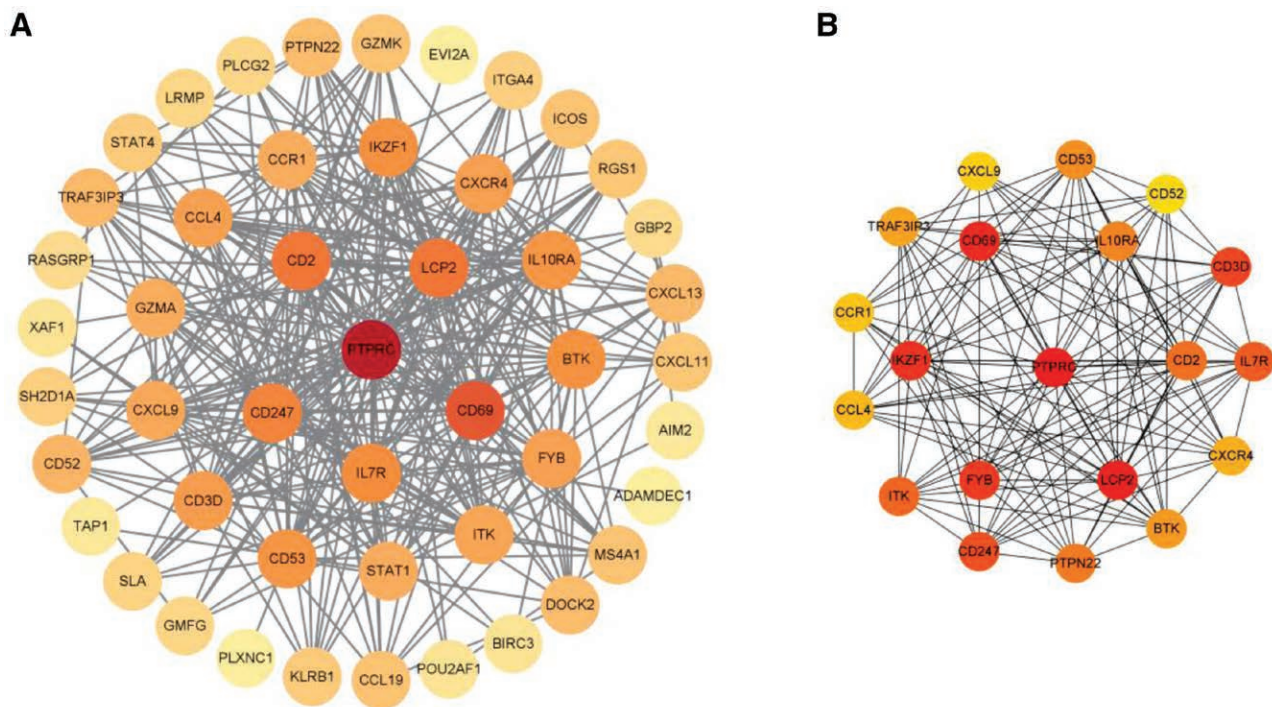 A
PTPN22
GZMK
EVI2A
PLCG2
ITGA4
LRMP
ICOS
STAT4
IKZF1
CCR1
CXCR4
RGS1
TRAF3IP3
CCL4
GBP2
RASGRP1
CD2
LCP2
IL10RA
CXCL13
GZMA
XAF1
PTPRC
BTK
CXCL11
SH2D1A
CXCL9
CD247
CD69
AIM2
CD52
IL7R
FYB
ADAMDEC1
CD3D
TAP1
ITK
MS4A1
CD53
STAT1
SLA
DOCK2
GMFG
BIRC3
PLXNC1
KLRB1
CCL19
POU2AF1
B
CD53
CXCL9
CD52
TRAF3IP3
CD69
IL10RA
CD3D
CCR1
IKZF1
PTPRC
CD2
IL7R
CCL4
CXCR4
ITK
FYB
LCP2
BTK
CD247
PTPN22